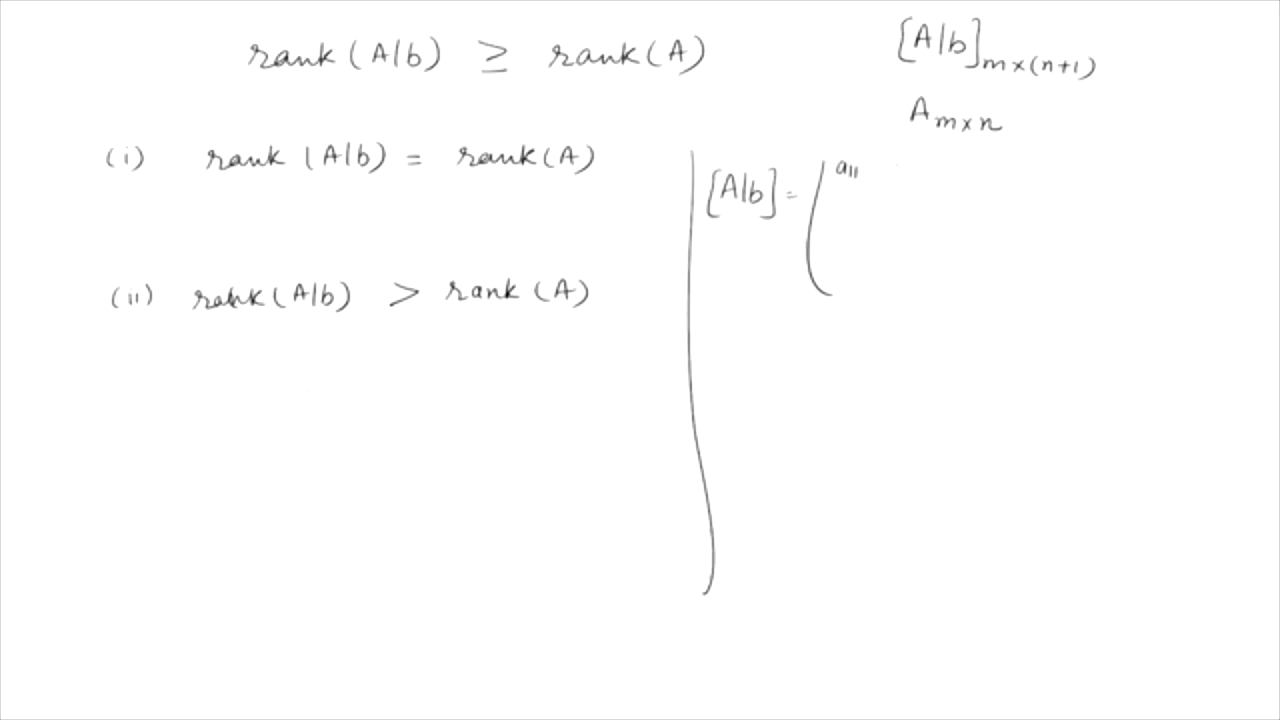 rank (A|b) ≥ rank (A)
[A|b]m×(n+1)
Am×n
(i) rank (A|b) = rank (A)
[A|b] = ( a11
(ii) rank (A|b) > rank (A)